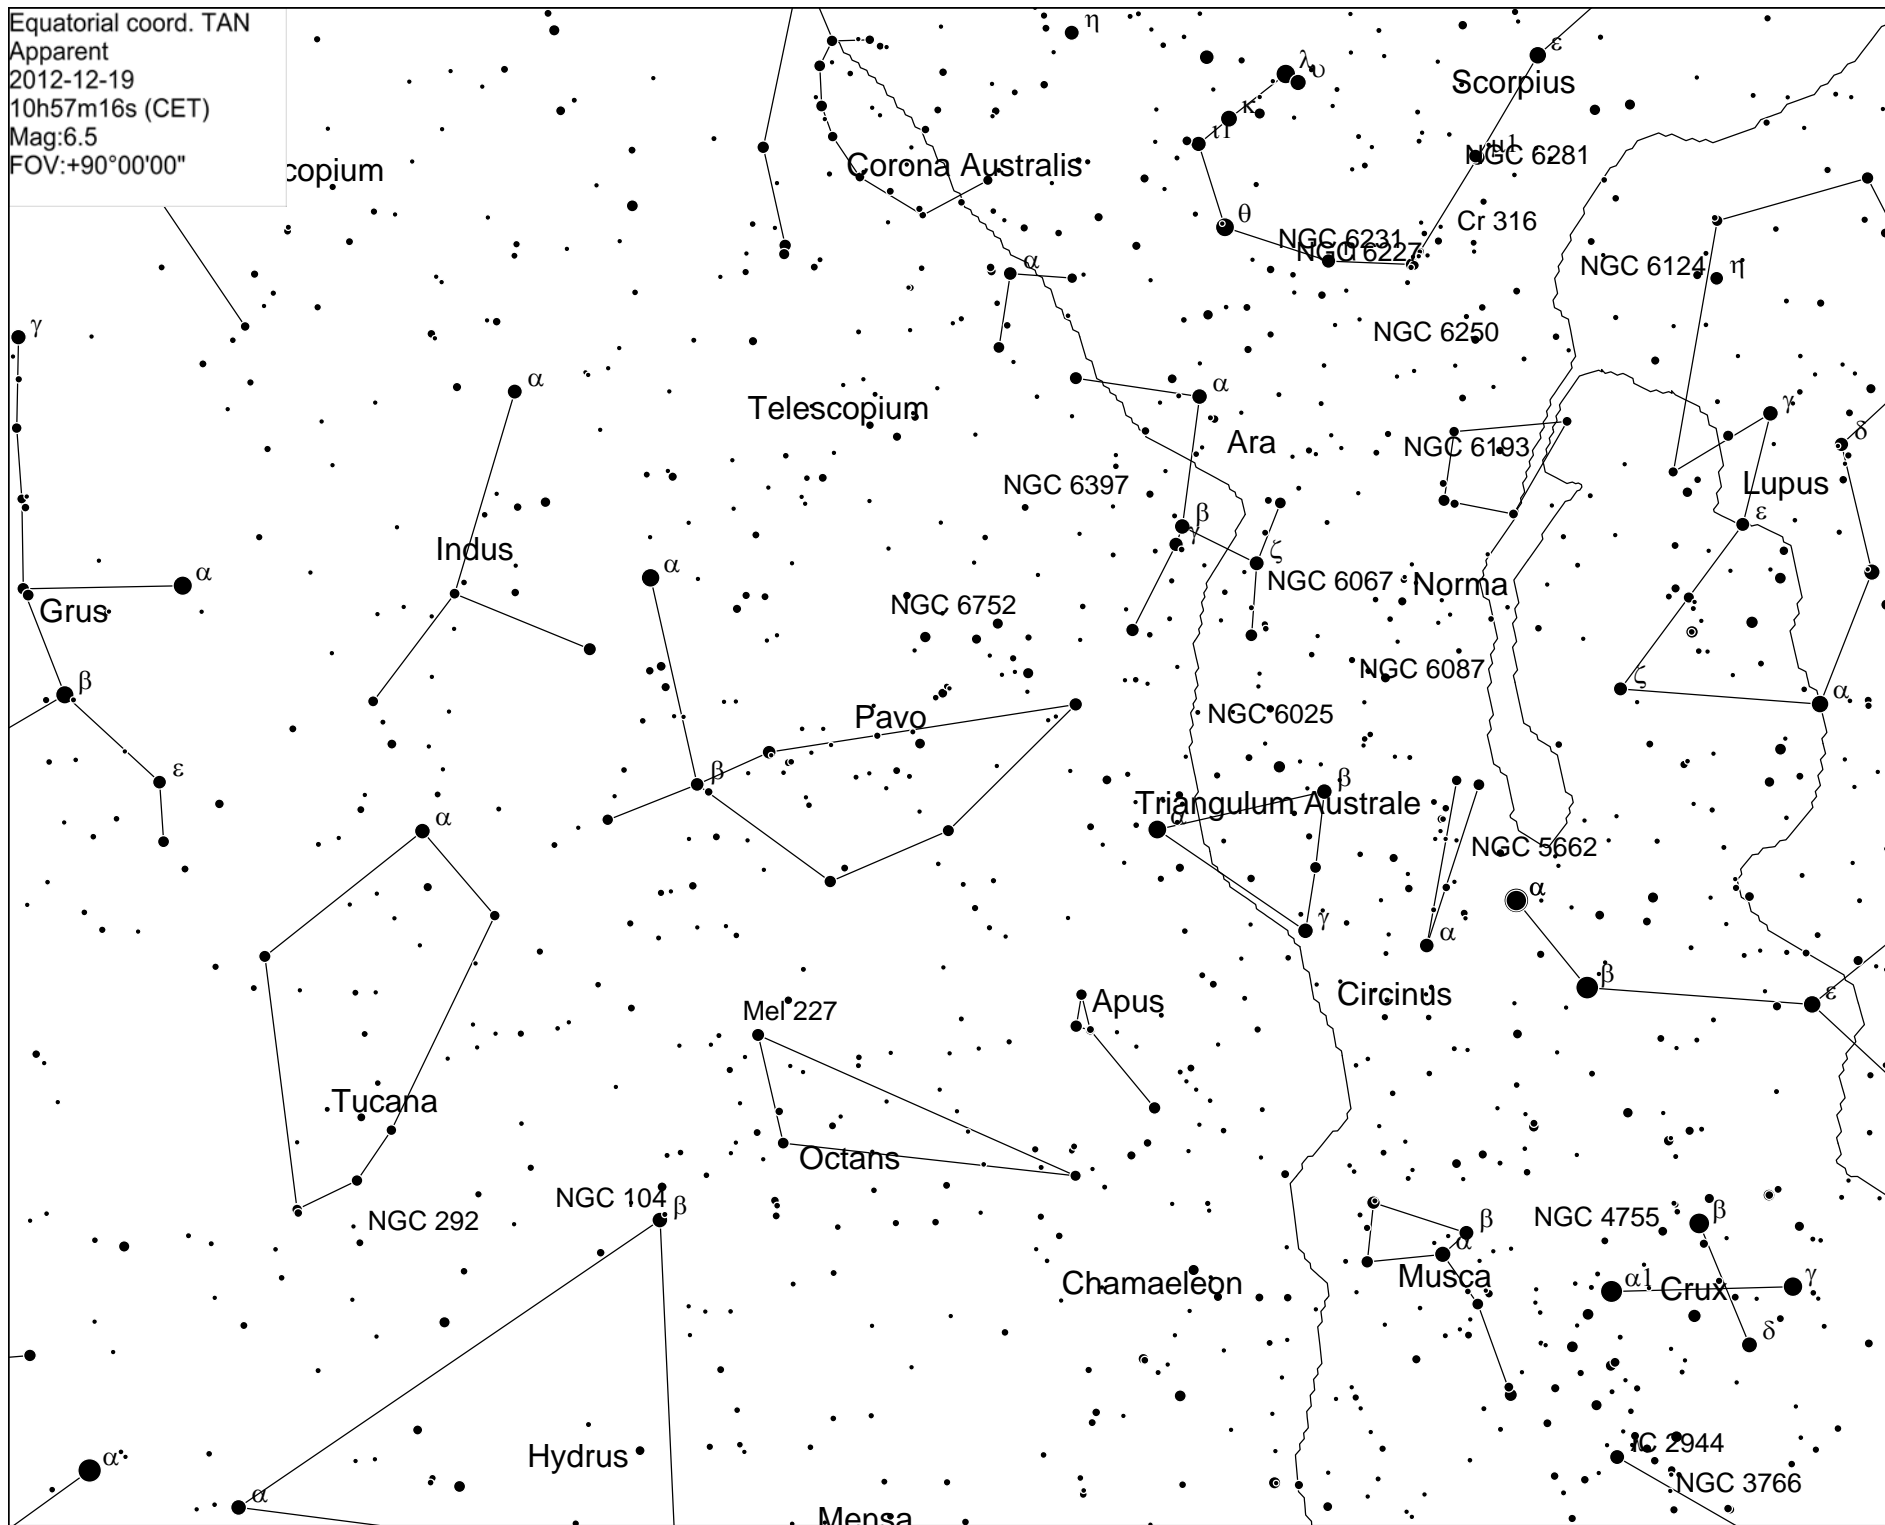 Equatorial coord. TAN
Apparent
2012-12-19
10h57m16s (CET)
Mag:6.5
FOV:+90°00'00"
copium
η
λ
υ
ε
Scorpius
κ
ι1
μ1
NGC 6281
Corona Australis
θ
Cr 316
NGC 6231
NGC 6227
α
NGC 6124
η
γ
NGC 6250
α
α
Telescopium
γ
δ
Ara
NGC 6193
NGC 6397
Lupus
β
γ
ε
Indus
ζ
α
α
NGC 6067
Norma
Grus
NGC 6752
β
NGC 6087
ζ
α
Pavo
NGC 6025
ε
β
β
Triangulum Australe
α
α
NGC 5662
α
γ
α
β
Circinus
ε
Apus
Mel 227
Tucana
Octans
NGC 104
β
NGC 292
β
α
NGC 4755
β
Chamaeleon
Musca
α1
Crux
γ
δ
IC 2944
Hydrus
α
NGC 3766
α
Mensa